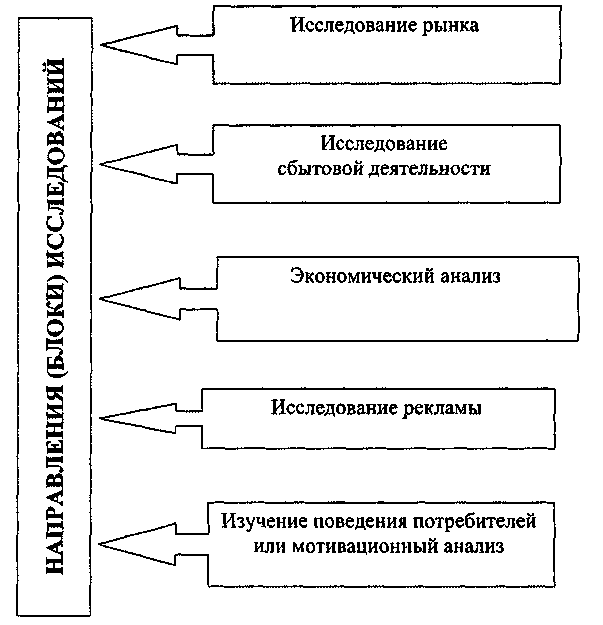 НАПРАВЛЕНИЯ (БЛОКИ) ИССЛЕДОВАНИЙ
Исследование рынка
Исследование
сбытовой деятельности
Экономический анализ
Исследование рекламы
Изучение поведения потребителей
или мотивационный анализ